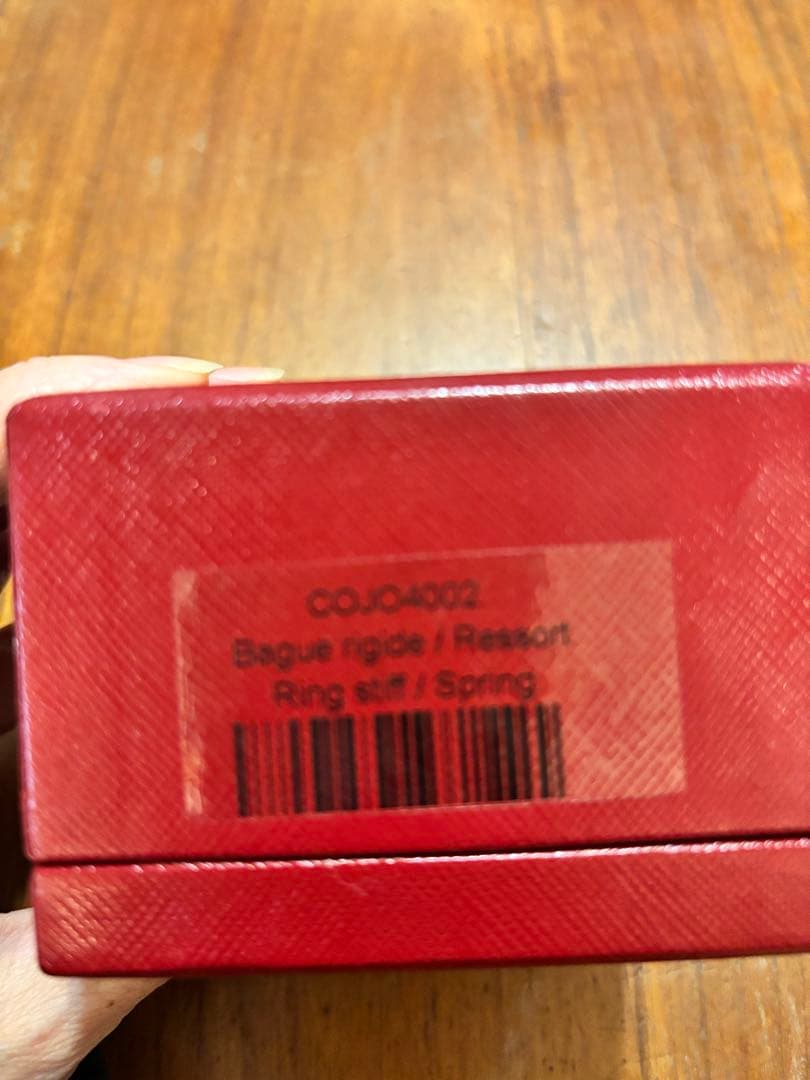 COJO4002
Bague rigide / Ressort
Ring stiff / Spring